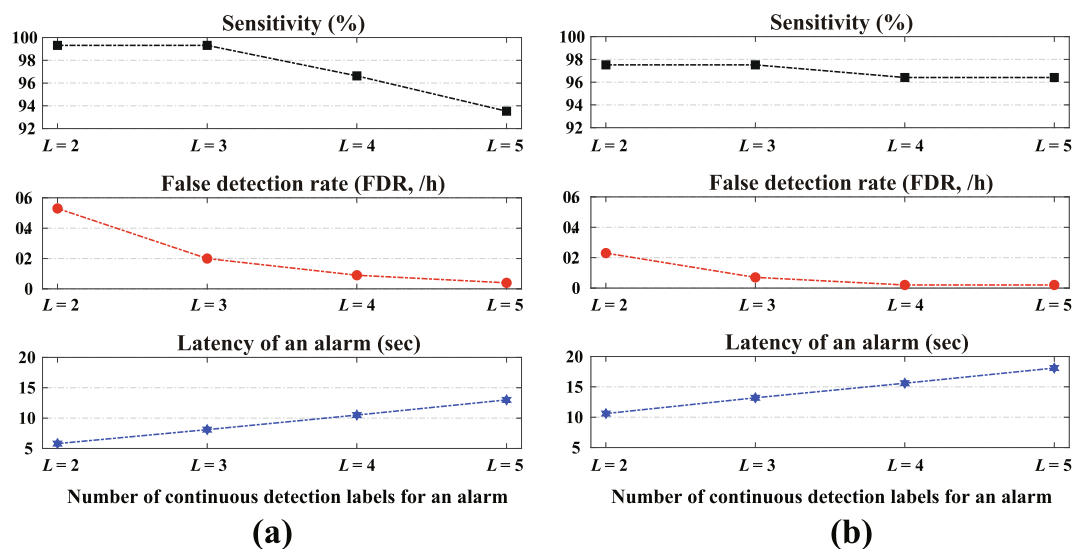 Sensitivity (%)
100
98
96
94
92
L = 2
L = 3
L = 4
L = 5
False detection rate (FDR, /h)
06
04
02
0
L = 2
L = 3
L = 4
L = 5
Latency of an alarm (sec)
20
15
10
5
L = 2
L = 3
L = 4
L = 5
Number of continuous detection labels for an alarm
(a)
Sensitivity (%)
100
98
96
94
92
L = 2
L = 3
L = 4
L = 5
False detection rate (FDR, /h)
06
04
02
0
L = 2
L = 3
L = 4
L = 5
Latency of an alarm (sec)
20
15
10
5
L = 2
L = 3
L = 4
L = 5
Number of continuous detection labels for an alarm
(b)